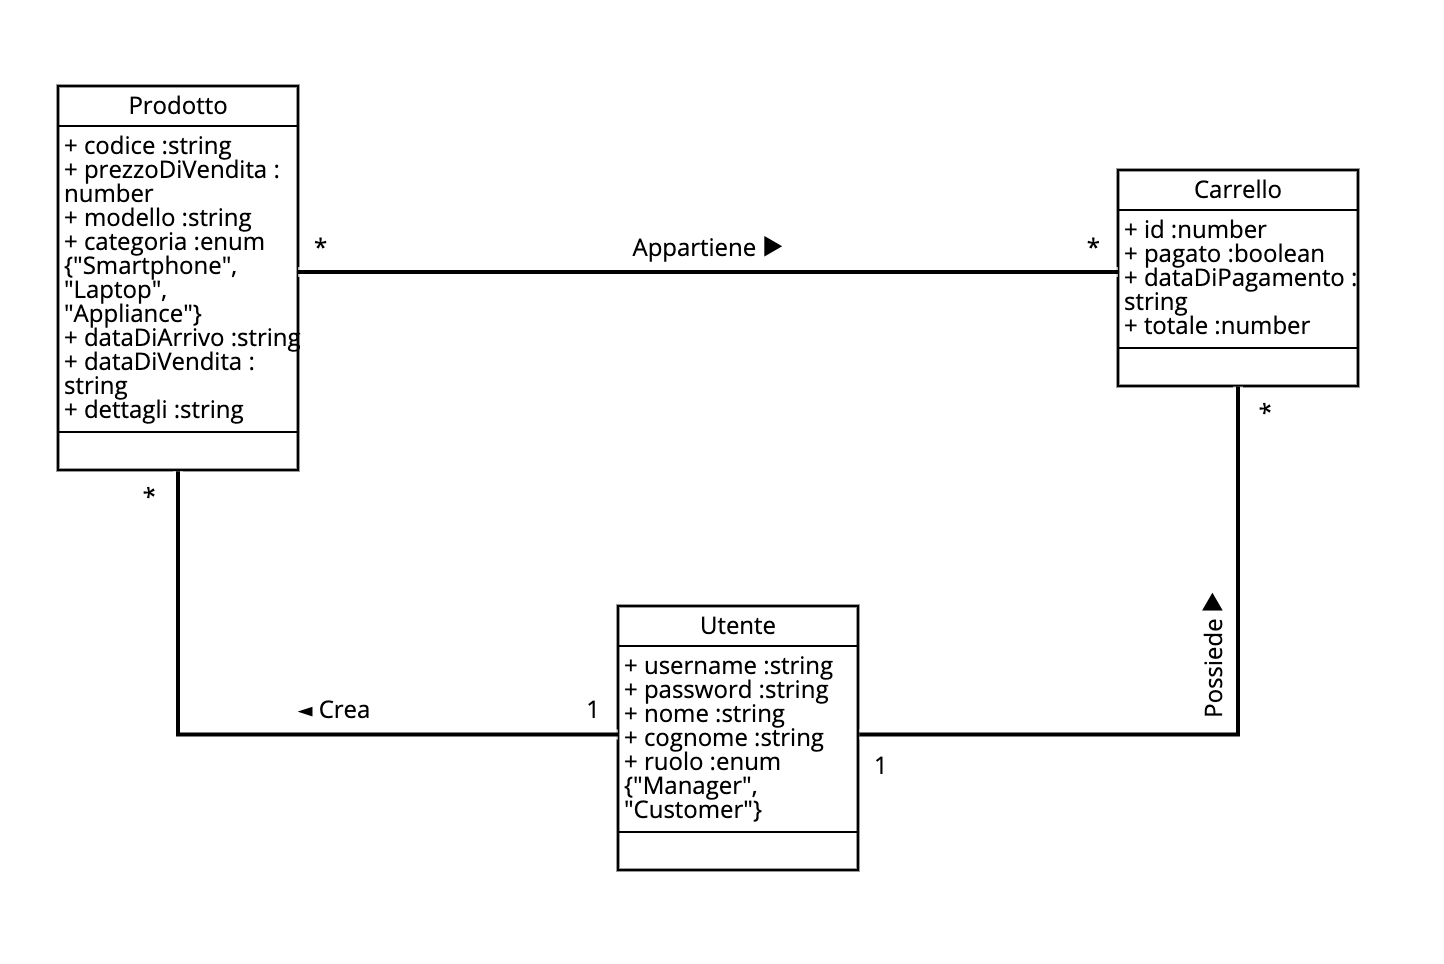 Prodotto
+ codice :string
+ prezzoDiVendita :
number
+ modello :string
+ categoria :enum
{"Smartphone",
"Laptop",
"Appliance"}
+ dataDiArrivo :string
+ dataDiVendita :
string
+ dettagli :string
*
Appartiene ▶
*
Carrello
+ id :number
+ pagato :boolean
+ dataDiPagamento :
string
+ totale :number
*
*
◄ Crea
1
Utente
+ username :string
+ password :string
+ nome :string
+ cognome :string
+ ruolo :enum
{"Manager",
"Customer"}
1
Possiede ▶